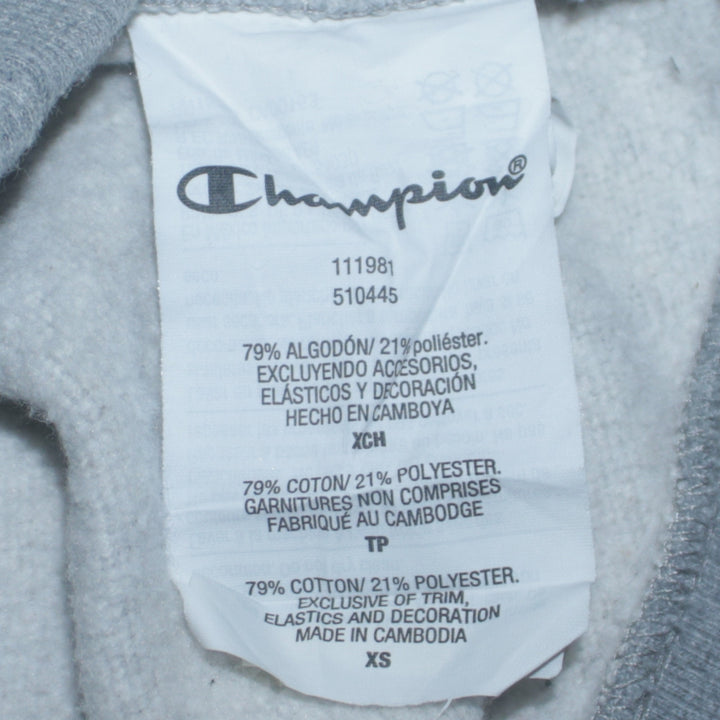 Champion®
111981
510445
79% ALGODÓN/ 21% poliéster.
EXCLUYENDO ACCESORIOS,
ELÁSTICOS Y DECORACIÓN
HECHO EN CAMBOYA
XCH
79% COTON/ 21% POLYESTER.
GARNITURES NON COMPRISES
FABRIQUÉ AU CAMBODGE
TP
79% COTTON/ 21% POLYESTER.
EXCLUSIVE OF TRIM,
ELASTICS AND DECORATION
MADE IN CAMBODIA
XS